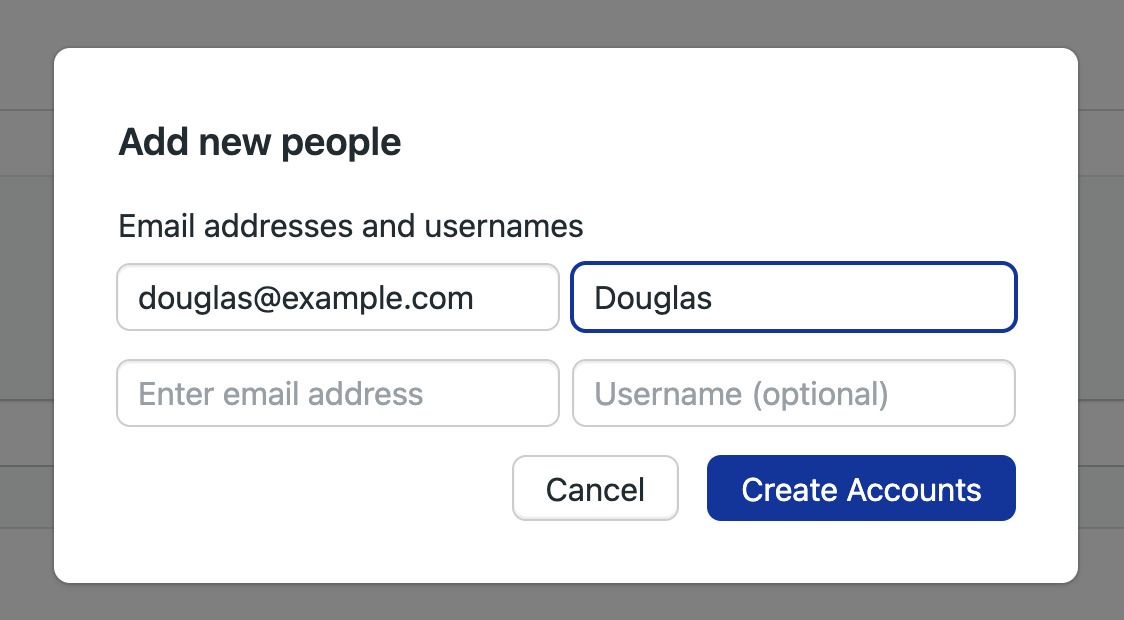 Add new people
Email addresses and usernames
douglas@example.com Douglas
Enter email address Username (optional)
Cancel Create Accounts